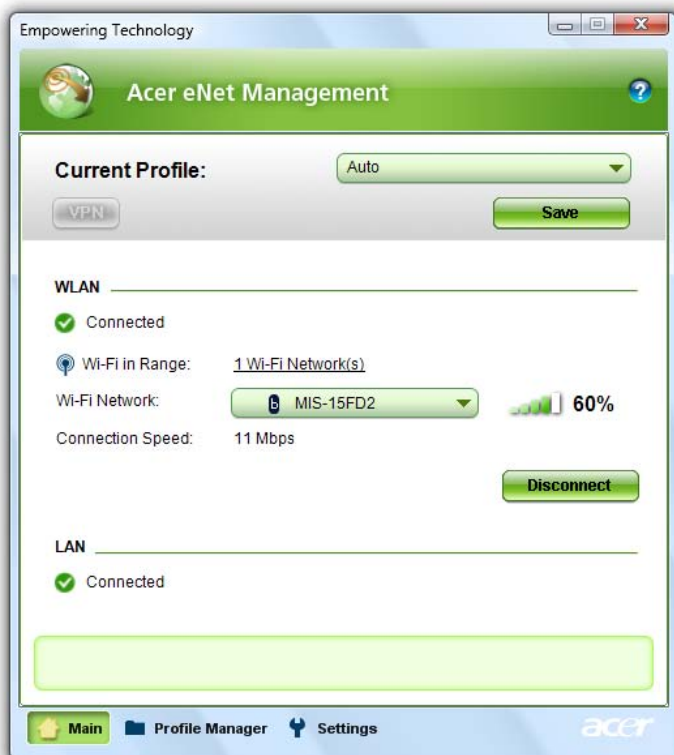 Empowering Technology
Acer eNet Management
?
Current Profile:
Auto
VPN
Save
WLAN
Connected
Wi-Fi in Range:
1 Wi-Fi Network(s)
Wi-Fi Network:
b MIS-15FD2
60%
Connection Speed:
11 Mbps
Disconnect
LAN
Connected
Main
Profile Manager
Settings
acer